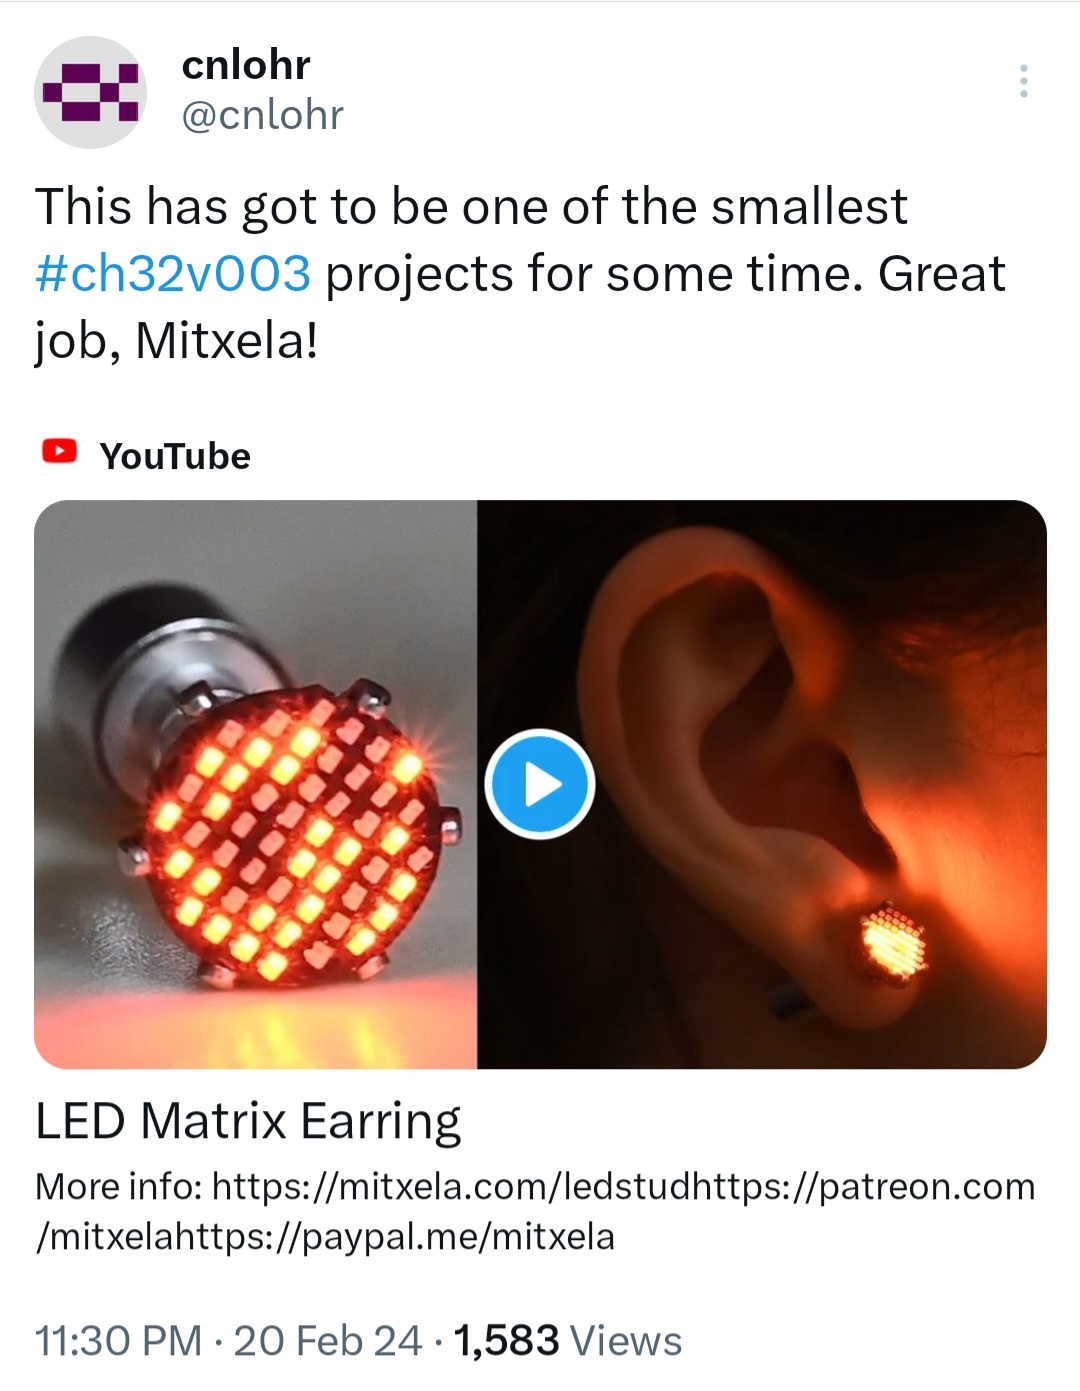 cnlohr
@cnlohr
This has got to be one of the smallest
#ch32v003 projects for some time. Great
job, Mitxela!
YouTube
LED Matrix Earring
More info: https://mitxela.com/ledstudhttps://patreon.com
/mitxelahttps://paypal.me/mitxela
11:30 PM · 20 Feb 24 · 1,583 Views